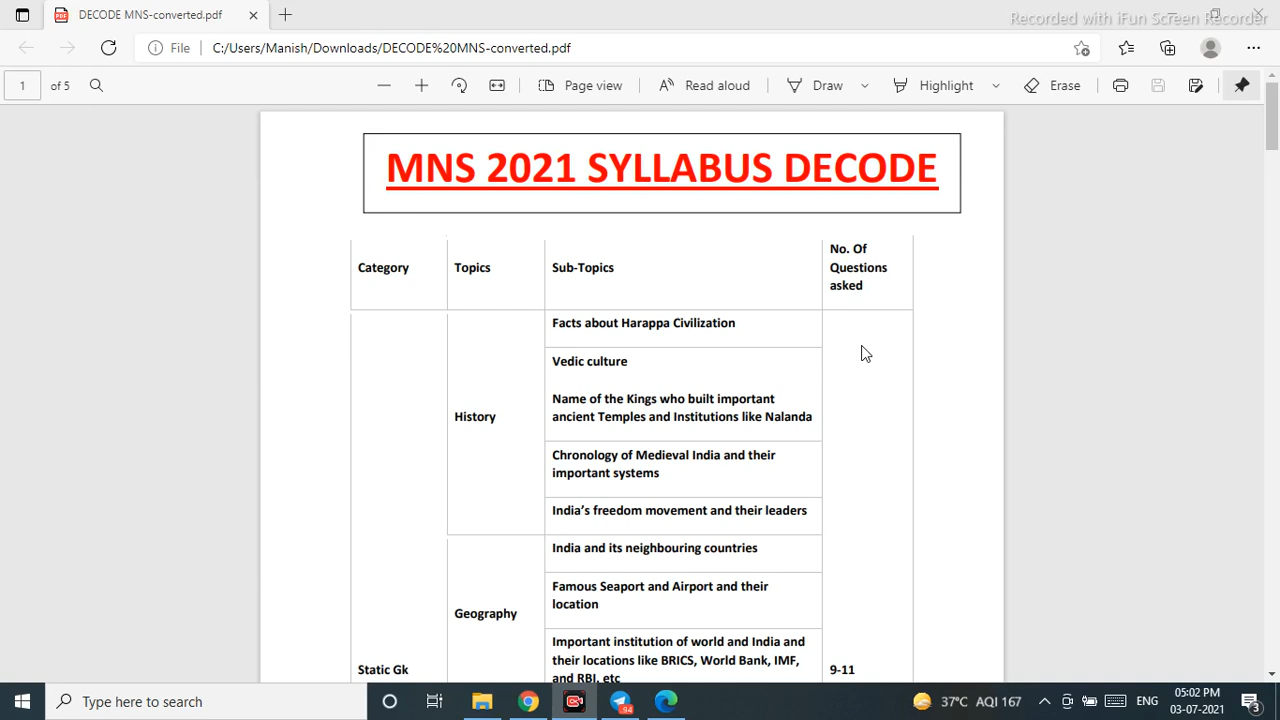 DECODE MNS-converted.pdf
Recorded with iFun Screen Recorder
File C:/Users/Manish/Downloads/DECODE%20MNS-converted.pdf
1 of 5 Page view Read aloud Draw Highlight Erase
MNS 2021 SYLLABUS DECODE
Category Topics Sub-Topics No. Of
Questions
asked
Facts about Harappa Civilization
Vedic culture
Name of the Kings who built important
ancient Temples and Institutions like Nalanda
History
Chronology of Medieval India and their
important systems
India's freedom movement and their leaders
India and its neighbouring countries
Famous Seaport and Airport and their
location
Geography
Important institution of world and India and
their locations like BRICS, World Bank, IMF,
and RBI, etc
Static Gk 9-11
Type here to search
.94
37°C AQI 167
ENG
05:02 PM
03-07-2021
3